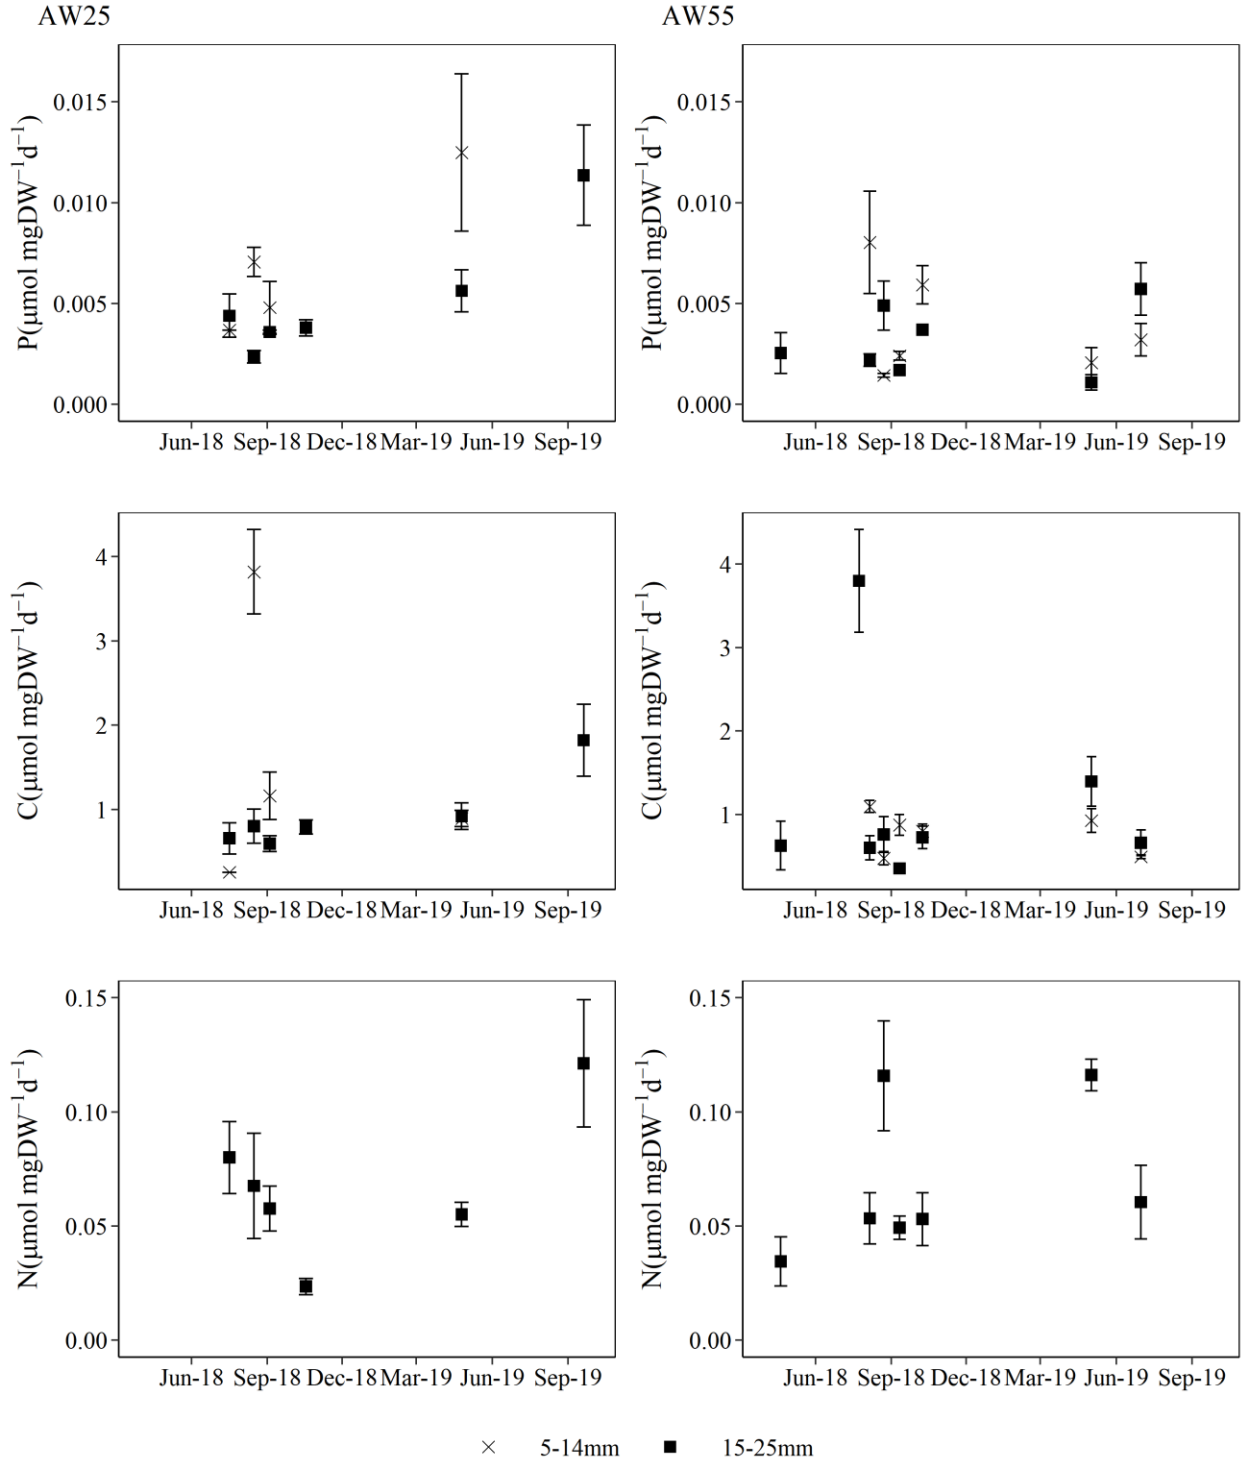 AW25 AW55
P(μmol mgDW⁻¹d⁻¹)
0.015
0.010
0.005
0.000
Jun-18 Sep-18 Dec-18 Mar-19 Jun-19 Sep-19
P(μmol mgDW⁻¹d⁻¹)
0.015
0.010
0.005
0.000
Jun-18 Sep-18 Dec-18 Mar-19 Jun-19 Sep-19
C(μmol mgDW⁻¹d⁻¹)
4
3
2
1
Jun-18 Sep-18 Dec-18 Mar-19 Jun-19 Sep-19
C(μmol mgDW⁻¹d⁻¹)
4
3
2
1
Jun-18 Sep-18 Dec-18 Mar-19 Jun-19 Sep-19
N(μmol mgDW⁻¹d⁻¹)
0.15
0.10
0.05
0.00
Jun-18 Sep-18 Dec-18 Mar-19 Jun-19 Sep-19
N(μmol mgDW⁻¹d⁻¹)
0.15
0.10
0.05
0.00
Jun-18 Sep-18 Dec-18 Mar-19 Jun-19 Sep-19
5-14mm 15-25mm